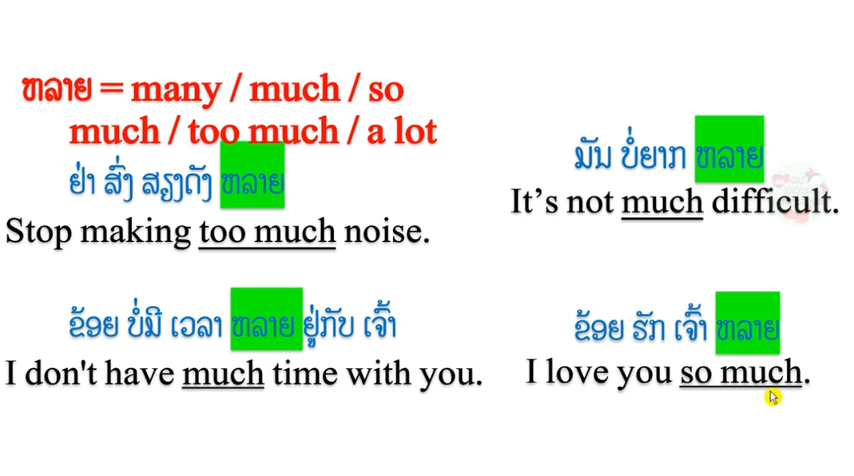 ຫລາຍ = many / much / so
much / too much / a lot
ຢ່າ ສົ່ງ ສຽງດັງ ຫລາຍ
Stop making too much noise.
ຂ້ອຍ ບໍ່ມີ ເວລາ ຫລາຍ ຢູ່ກັບ ເຈົ້າ
I don't have much time with you.
ມັນ ບໍ່ຍາກ ຫລາຍ
It's not much difficult.
ຂ້ອຍ ຮັກ ເຈົ້າ ຫລາຍ
I love you so much.